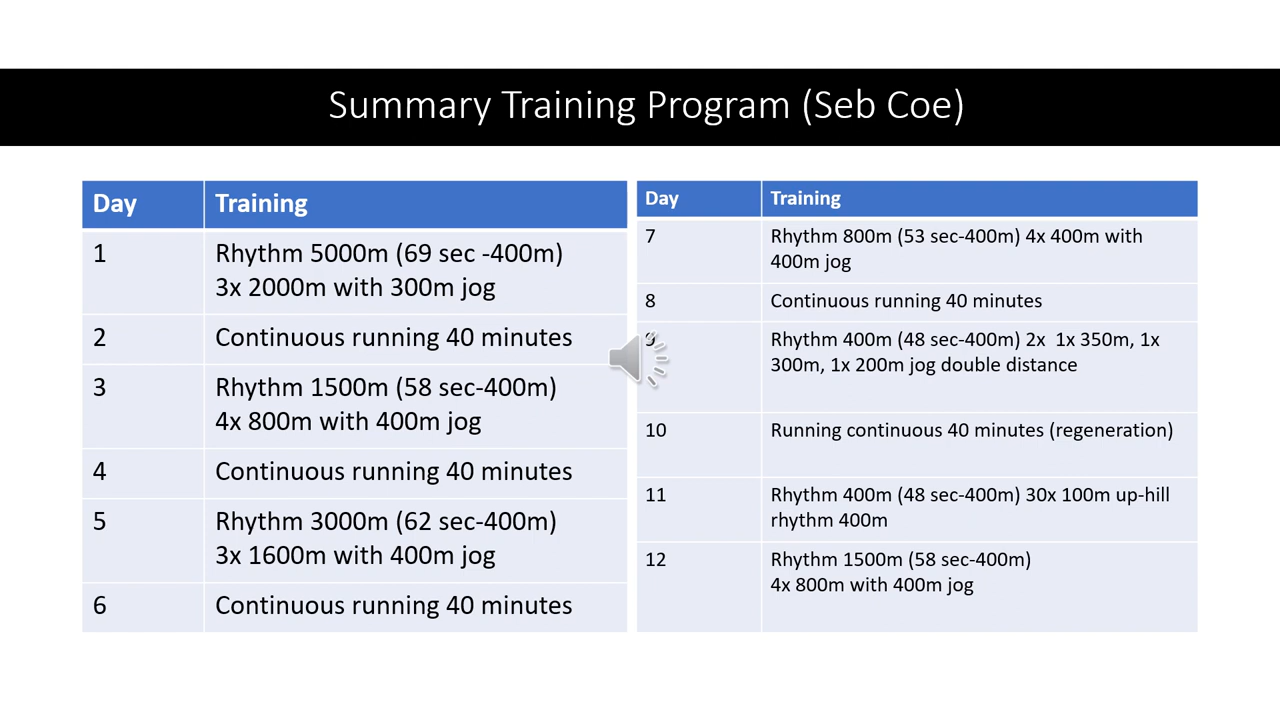 Summary Training Program (Seb Coe)
Day Training
1 Rhythm 5000m (69 sec -400m)
3x 2000m with 300m jog
2 Continuous running 40 minutes
3 Rhythm 1500m (58 sec-400m)
4x 800m with 400m jog
4 Continuous running 40 minutes
5 Rhythm 3000m (62 sec-400m)
3x 1600m with 400m jog
6 Continuous running 40 minutes
Day Training
7 Rhythm 800m (53 sec-400m) 4x 400m with
400m jog
8 Continuous running 40 minutes
9 Rhythm 400m (48 sec-400m) 2x  1x 350m, 1x
300m, 1x 200m jog double distance
10 Running continuous 40 minutes (regeneration)
11 Rhythm 400m (48 sec-400m) 30x 100m up-hill
rhythm 400m
12 Rhythm 1500m (58 sec-400m)
4x 800m with 400m jog